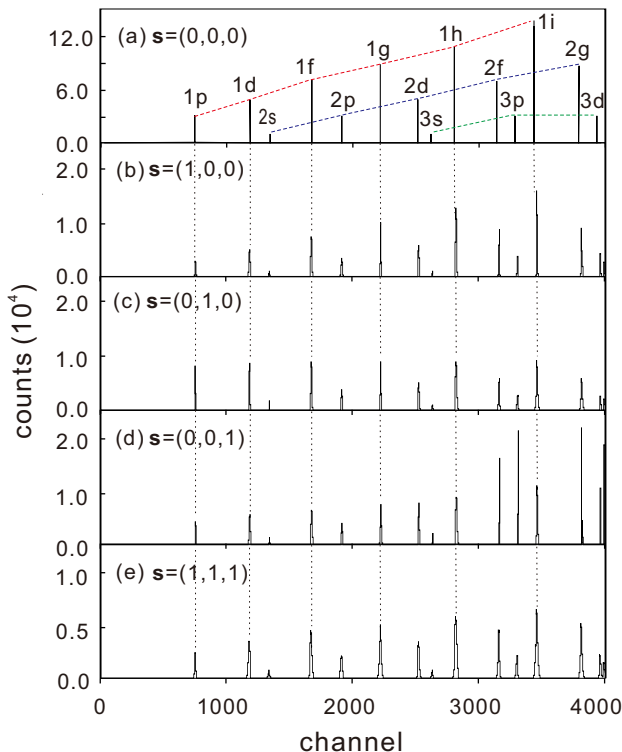 12.0
6.0
0.0
(a) s=(0,0,0)
1p
1d
2s
1f
2p
1g
2d
1h
3s
2f
3p
1i
2g
3d
2.0
1.0
0.0
(b) s=(1,0,0)
2.0
1.0
0.0
(c) s=(0,1,0)
2.0
1.0
0.0
(d) s=(0,0,1)
1.0
0.5
0.0
(e) s=(1,1,1)
counts (10⁴)
0
1000
2000
3000
4000
channel